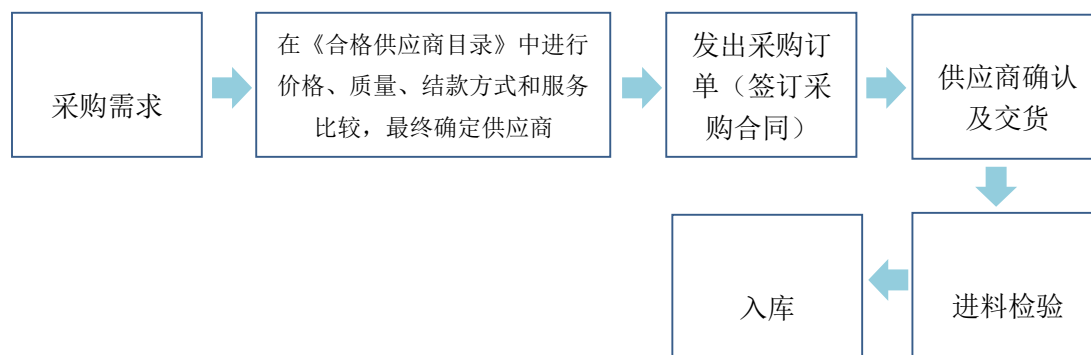 采购需求
在《合格供应商目录》中进行
价格、质量、结款方式和服务
比较，最终确定供应商
发出采购订
单（签订采
购合同）
供应商确认
及交货
进料检验
入库